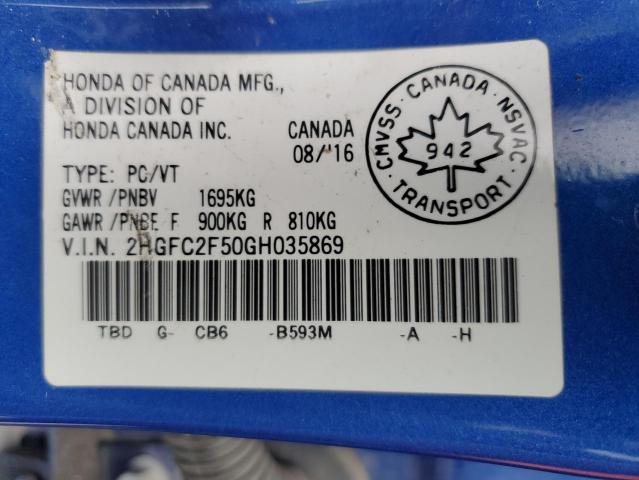 HONDA OF CANADA MFG.,
A DIVISION OF
HONDA CANADA INC.
CANADA
08/'16
TYPE: PC/VT
GVWR /PNBV 1695KG
GAWR /PNBE F 900KG R 810KG
V.I.N. 2HGFC2F50GH035869
TBD G- CB6 -B593M -A -H
CMVSS · CANADA · NSVAC · TRANSPORT ·
942